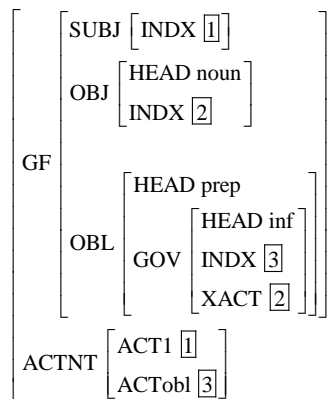 SUBJ [INDX 1]
HEAD noun
OBJ
INDX 2
GF
HEAD prep
HEAD inf
OBL
GOV
INDX 3
XACT 2
ACT1 1
ACTNT
ACTobl 3